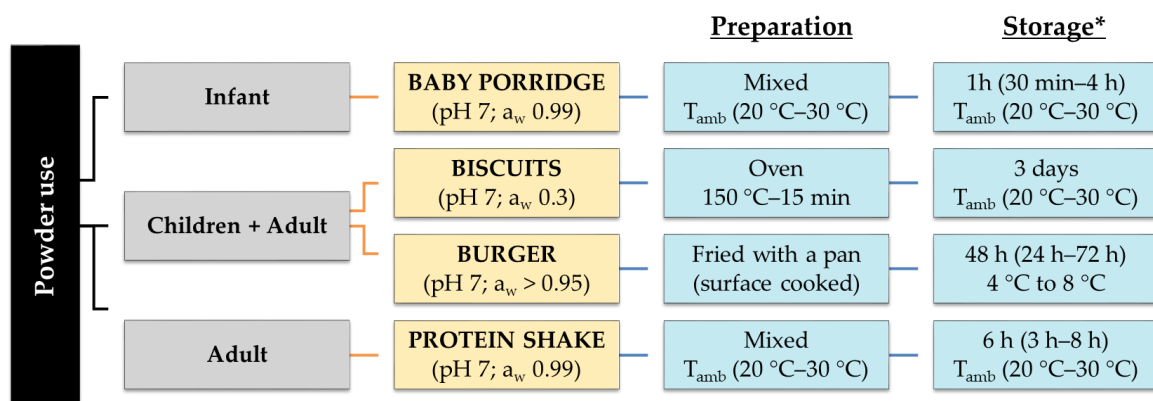 Preparation
Storage*
Powder use
Infant
BABY PORRIDGE
(pH 7; aw 0.99)
Mixed
Tamb (20 °C–30 °C)
1h (30 min–4 h)
Tamb (20 °C–30 °C)
Children + Adult
BISCUITS
(pH 7; aw 0.3)
Oven
150 °C–15 min
3 days
Tamb (20 °C–30 °C)
BURGER
(pH 7; aw > 0.95)
Fried with a pan
(surface cooked)
48 h (24 h–72 h)
4 °C to 8 °C
Adult
PROTEIN SHAKE
(pH 7; aw 0.99)
Mixed
Tamb (20 °C–30 °C)
6 h (3 h–8 h)
Tamb (20 °C–30 °C)